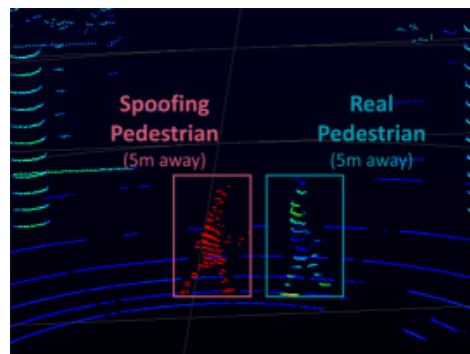 Spoofing
Pedestrian
(5m away)
Real
Pedestrian
(5m away)